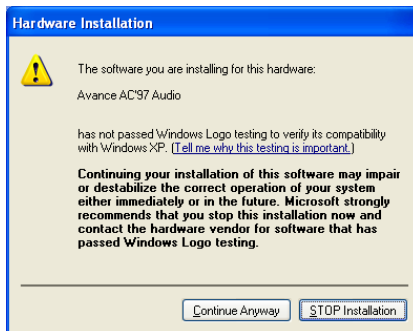 Hardware Installation
The software you are installing for this hardware:
Avance AC'97 Audio
has not passed Windows Logo testing to verify its compatibility
with Windows XP. (Tell me why this testing is important.)
Continuing your installation of this software may impair
or destabilize the correct operation of your system
either immediately or in the future. Microsoft strongly
recommends that you stop this installation now and
contact the hardware vendor for software that has
passed Windows Logo testing.
Continue Anyway STOP Installation